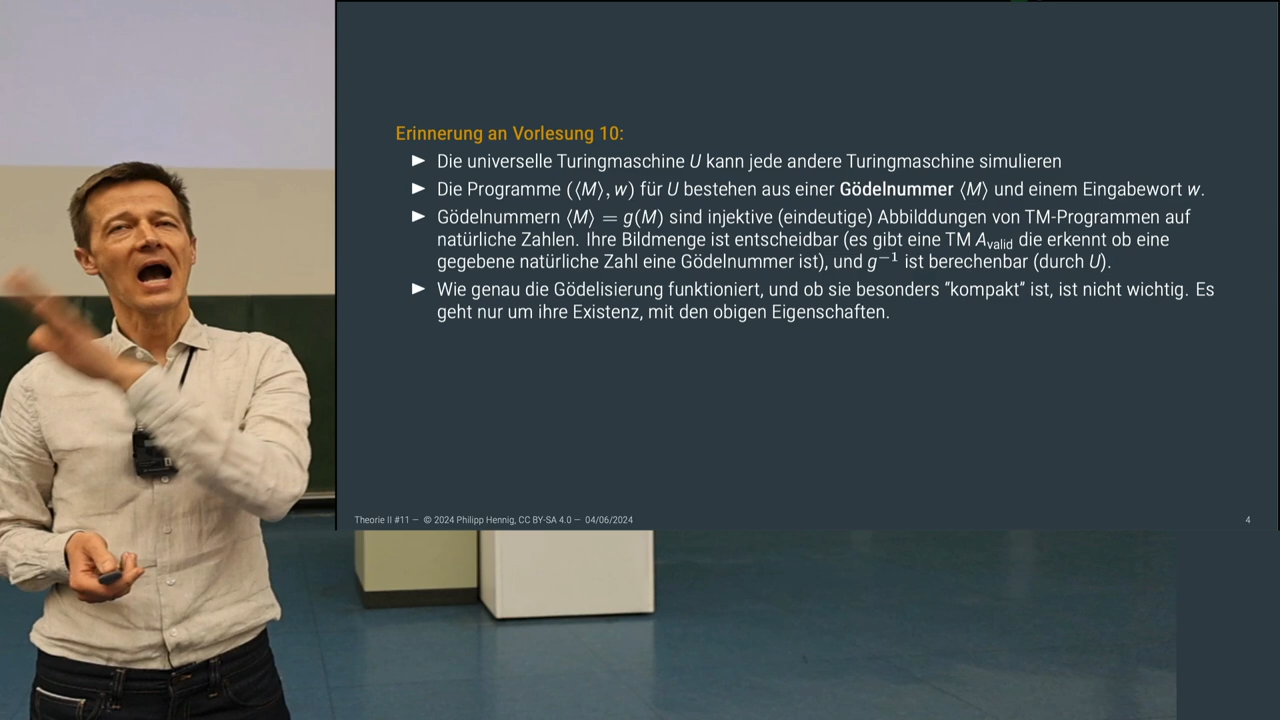 Erinnerung an Vorlesung 10:
► Die universelle Turingmaschine U kann jede andere Turingmaschine simulieren
► Die Programme (⟨M⟩, w) für U bestehen aus einer Gödelnummer ⟨M⟩ und einem Eingabewort w.
► Gödelnummern ⟨M⟩ = g(M) sind injektive (eindeutige) Abbilddungen von TM-Programmen auf
natürliche Zahlen. Ihre Bildmenge ist entscheidbar (es gibt eine TM A_valid die erkennt ob eine
gegebene natürliche Zahl eine Gödelnummer ist), und g⁻¹ ist berechenbar (durch U).
► Wie genau die Gödelisierung funktioniert, und ob sie besonders "kompakt" ist, ist nicht wichtig. Es
geht nur um ihre Existenz, mit den obigen Eigenschaften.
Theorie II #11 — © 2024 Philipp Hennig, CC BY-SA 4.0 — 04/06/2024
4